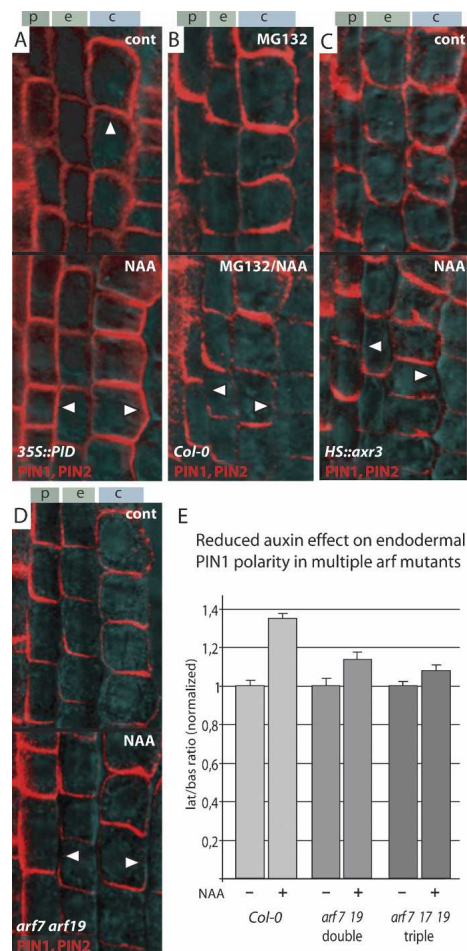 p e c
A cont
NAA
35S::PID
PIN1, PIN2
B MG132
MG132/NAA
Col-0
PIN1, PIN2
p e c
C cont
NAA
HS::axr3
PIN1, PIN2
p e c
D cont
NAA
arf7 arf19
PIN1, PIN2
p e c
E
Reduced auxin effect on endodermal
PIN1 polarity in multiple arf mutants
lat/bas ratio (normalized)
1,4
1,2
1
0,8
0,6
0,4
0,2
NAA − + − + − +
Col-0
arf7 19
double
arf7 17 19
triple